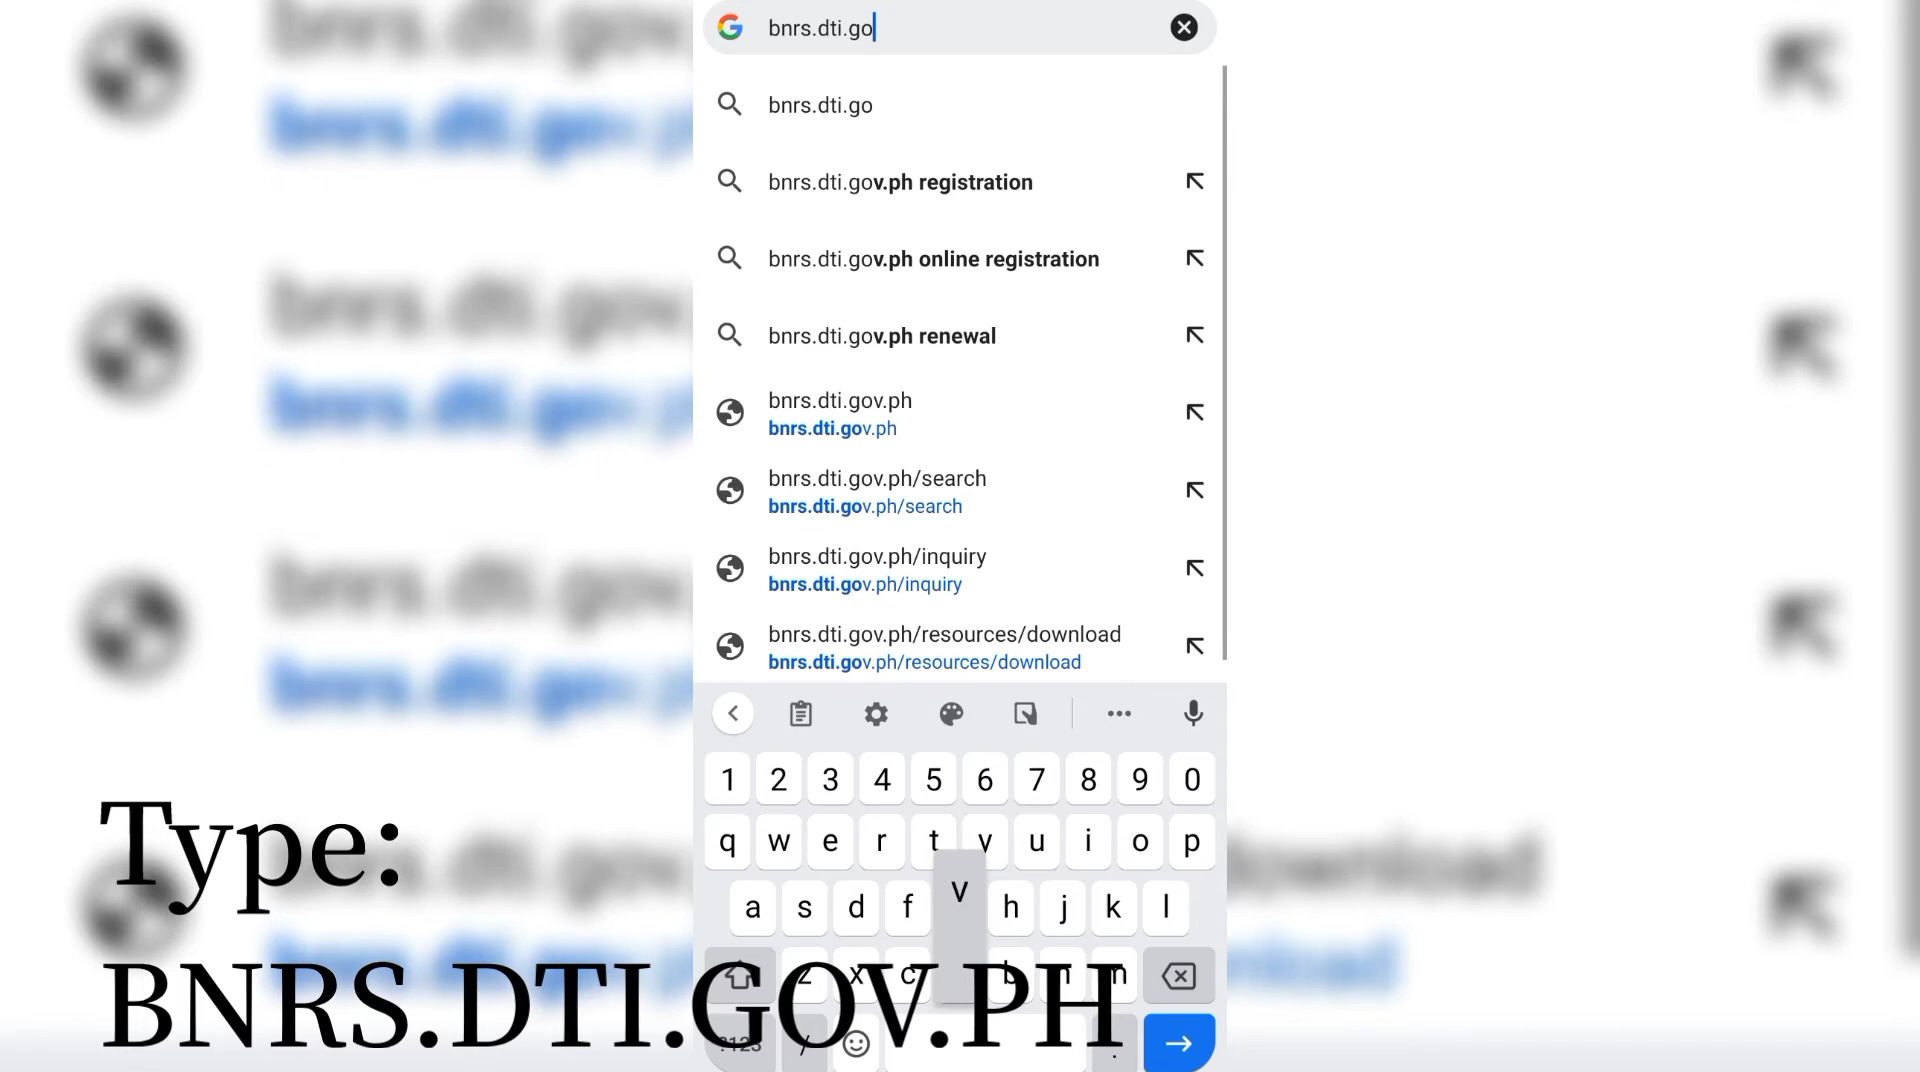 bnrs.dti.go
bnrs.dti.go
bnrs.dti.gov.ph registration
bnrs.dti.gov.ph online registration
bnrs.dti.gov.ph renewal
bnrs.dti.gov.ph
bnrs.dti.gov.ph
bnrs.dti.gov.ph/search
bnrs.dti.gov.ph/search
bnrs.dti.gov.ph/inquiry
bnrs.dti.gov.ph/inquiry
bnrs.dti.gov.ph/resources/download
bnrs.dti.gov.ph/resources/download
1 2 3 4 5 6 7 8 9 0
q w e r t y u i o p
a s d f v h j k l
z x c b n m
?123 / .
Type:
BNRS.DTI.GOV.PH